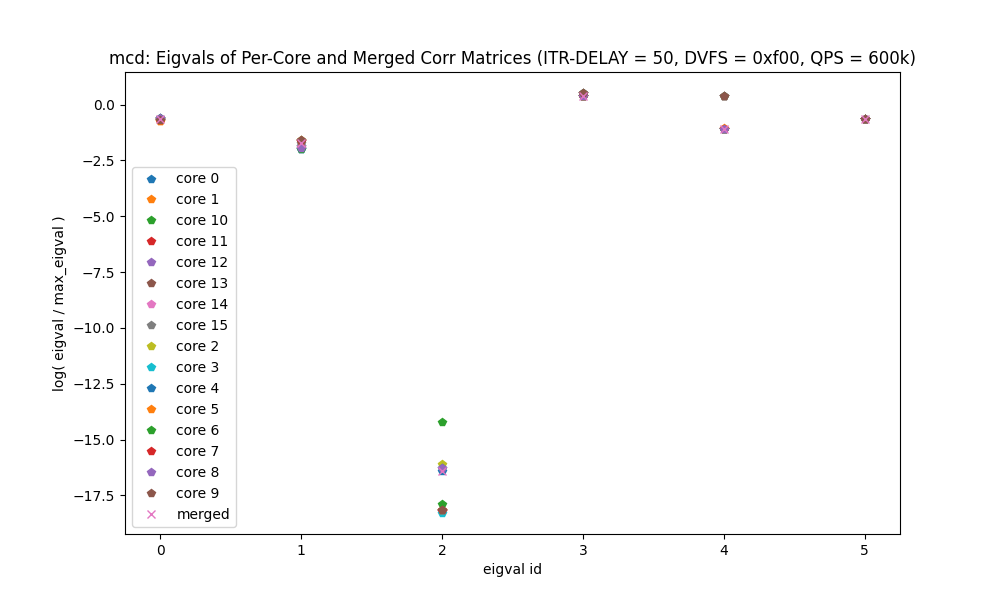 mcd: Eigvals of Per-Core and Merged Corr Matrices (ITR-DELAY = 50, DVFS = 0xf00, QPS = 600k)
log( eigval / max_eigval )
0.0
−2.5
−5.0
−7.5
−10.0
−12.5
−15.0
−17.5
core 0
core 1
core 10
core 11
core 12
core 13
core 14
core 15
core 2
core 3
core 4
core 5
core 6
core 7
core 8
core 9
merged
0 1 2 3 4 5
eigval id